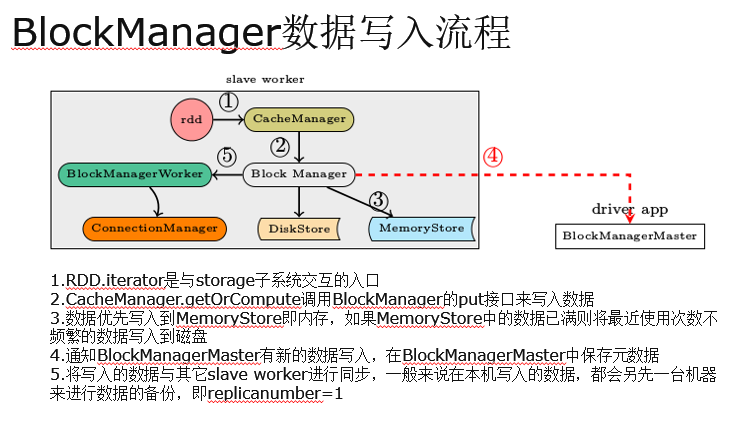 BlockManager数据写入流程
slave worker
①
rdd
CacheManager
②
⑤
④
BlockManagerWorker
Block Manager
③
driver app
ConnectionManager
DiskStore
MemoryStore
BlockManagerMaster
1.RDD.iterator是与storage子系统交互的入口
2.CacheManager.getOrCompute调用BlockManager的put接口来写入数据
3.数据优先写入到MemoryStore即内存，如果MemoryStore中的数据已满则将最近使用次数不
频繁的数据写入到磁盘
4.通知BlockManagerMaster有新的数据写入，在BlockManagerMaster中保存元数据
5.将写入的数据与其它slave worker进行同步，一般来说在本机写入的数据，都会另先一台机器
来进行数据的备份，即replicanumber=1